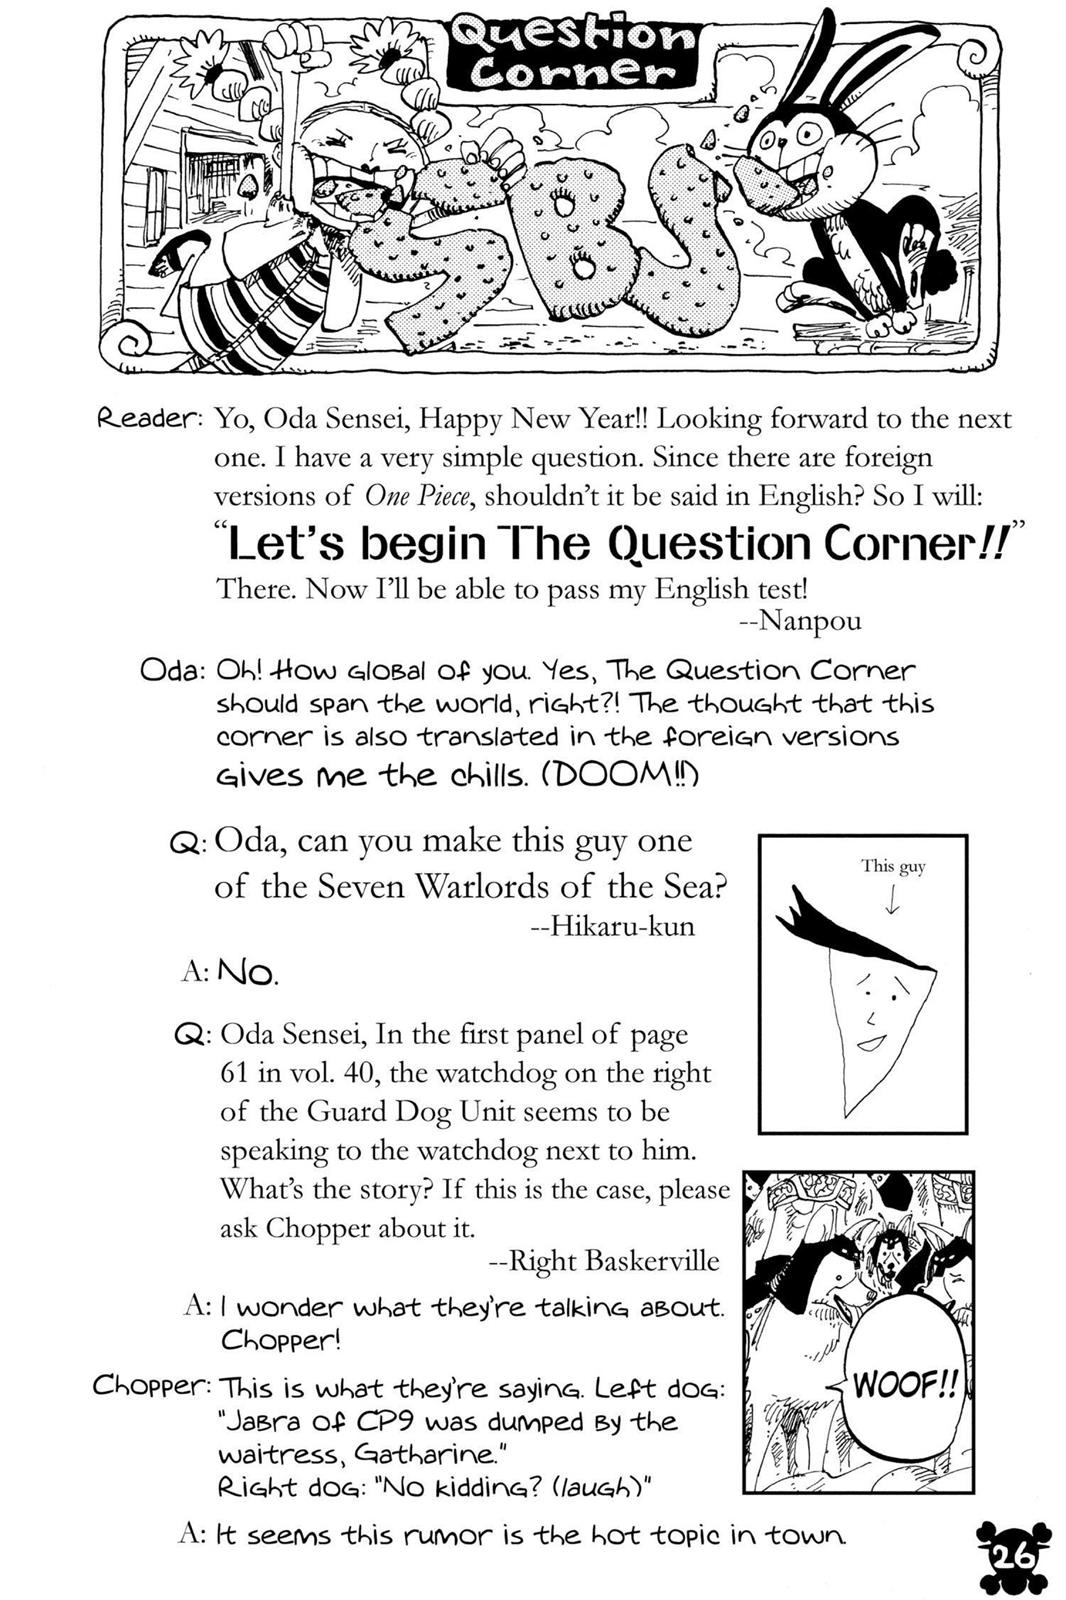 Question
Corner
SBS
Reader: Yo, Oda Sensei, Happy New Year!! Looking forward to the next
one. I have a very simple question. Since there are foreign
versions of One Piece, shouldn't it be said in English? So I will:
"Let's begin The Question Corner!!"
There. Now I'll be able to pass my English test!
--Nanpou
Oda: Oh! How global of you. Yes, The Question Corner
should span the world, right?! The thought that this
corner is also translated in the foreign versions
gives me the chills. (DOOM!!)
Q: Oda, can you make this guy one
of the Seven Warlords of the Sea?
--Hikaru-kun
This guy
A: No.
Q: Oda Sensei, In the first panel of page
61 in vol. 40, the watchdog on the right
of the Guard Dog Unit seems to be
speaking to the watchdog next to him.
What's the story? If this is the case, please
ask Chopper about it.
--Right Baskerville
A: I wonder what they're talking about.
Chopper!
Chopper: This is what they're saying. Left dog:
"Jabra of CP9 was dumped by the
waitress, Gatharine."
Right dog: "No kidding? (laugh)"
WOOF!!
A: It seems this rumor is the hot topic in town.
26